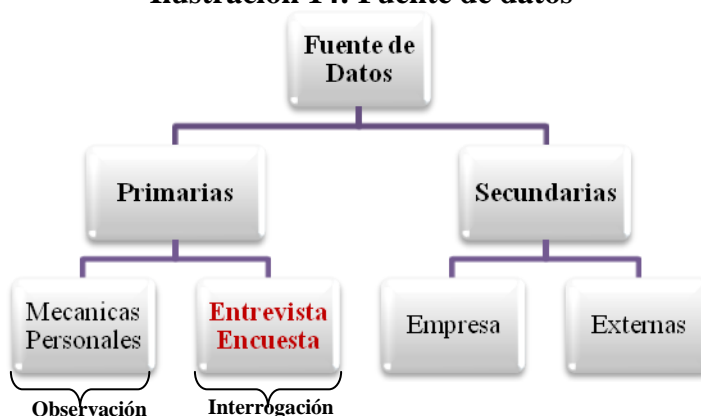 Ilustración 14. Fuente de datos
Fuente de
Datos
Primarias
Secundarias
Mecanicas
Personales
Entrevista
Encuesta
Empresa
Externas
Observación
Interrogación